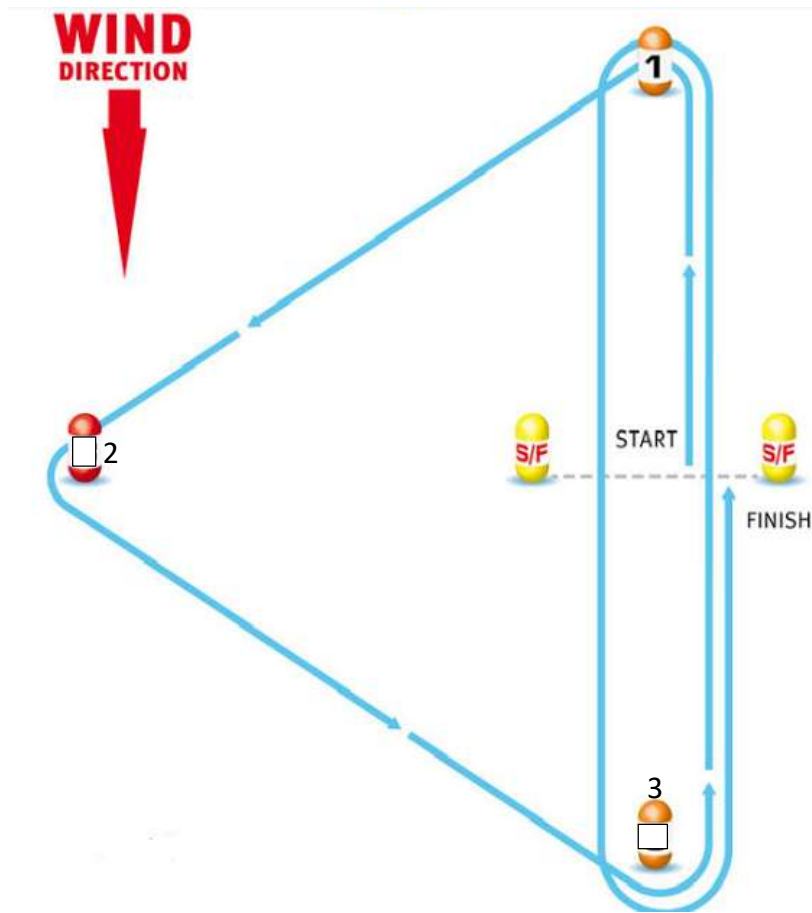 WIND
DIRECTION
1
START
S/F
S/F
2
FINISH
3